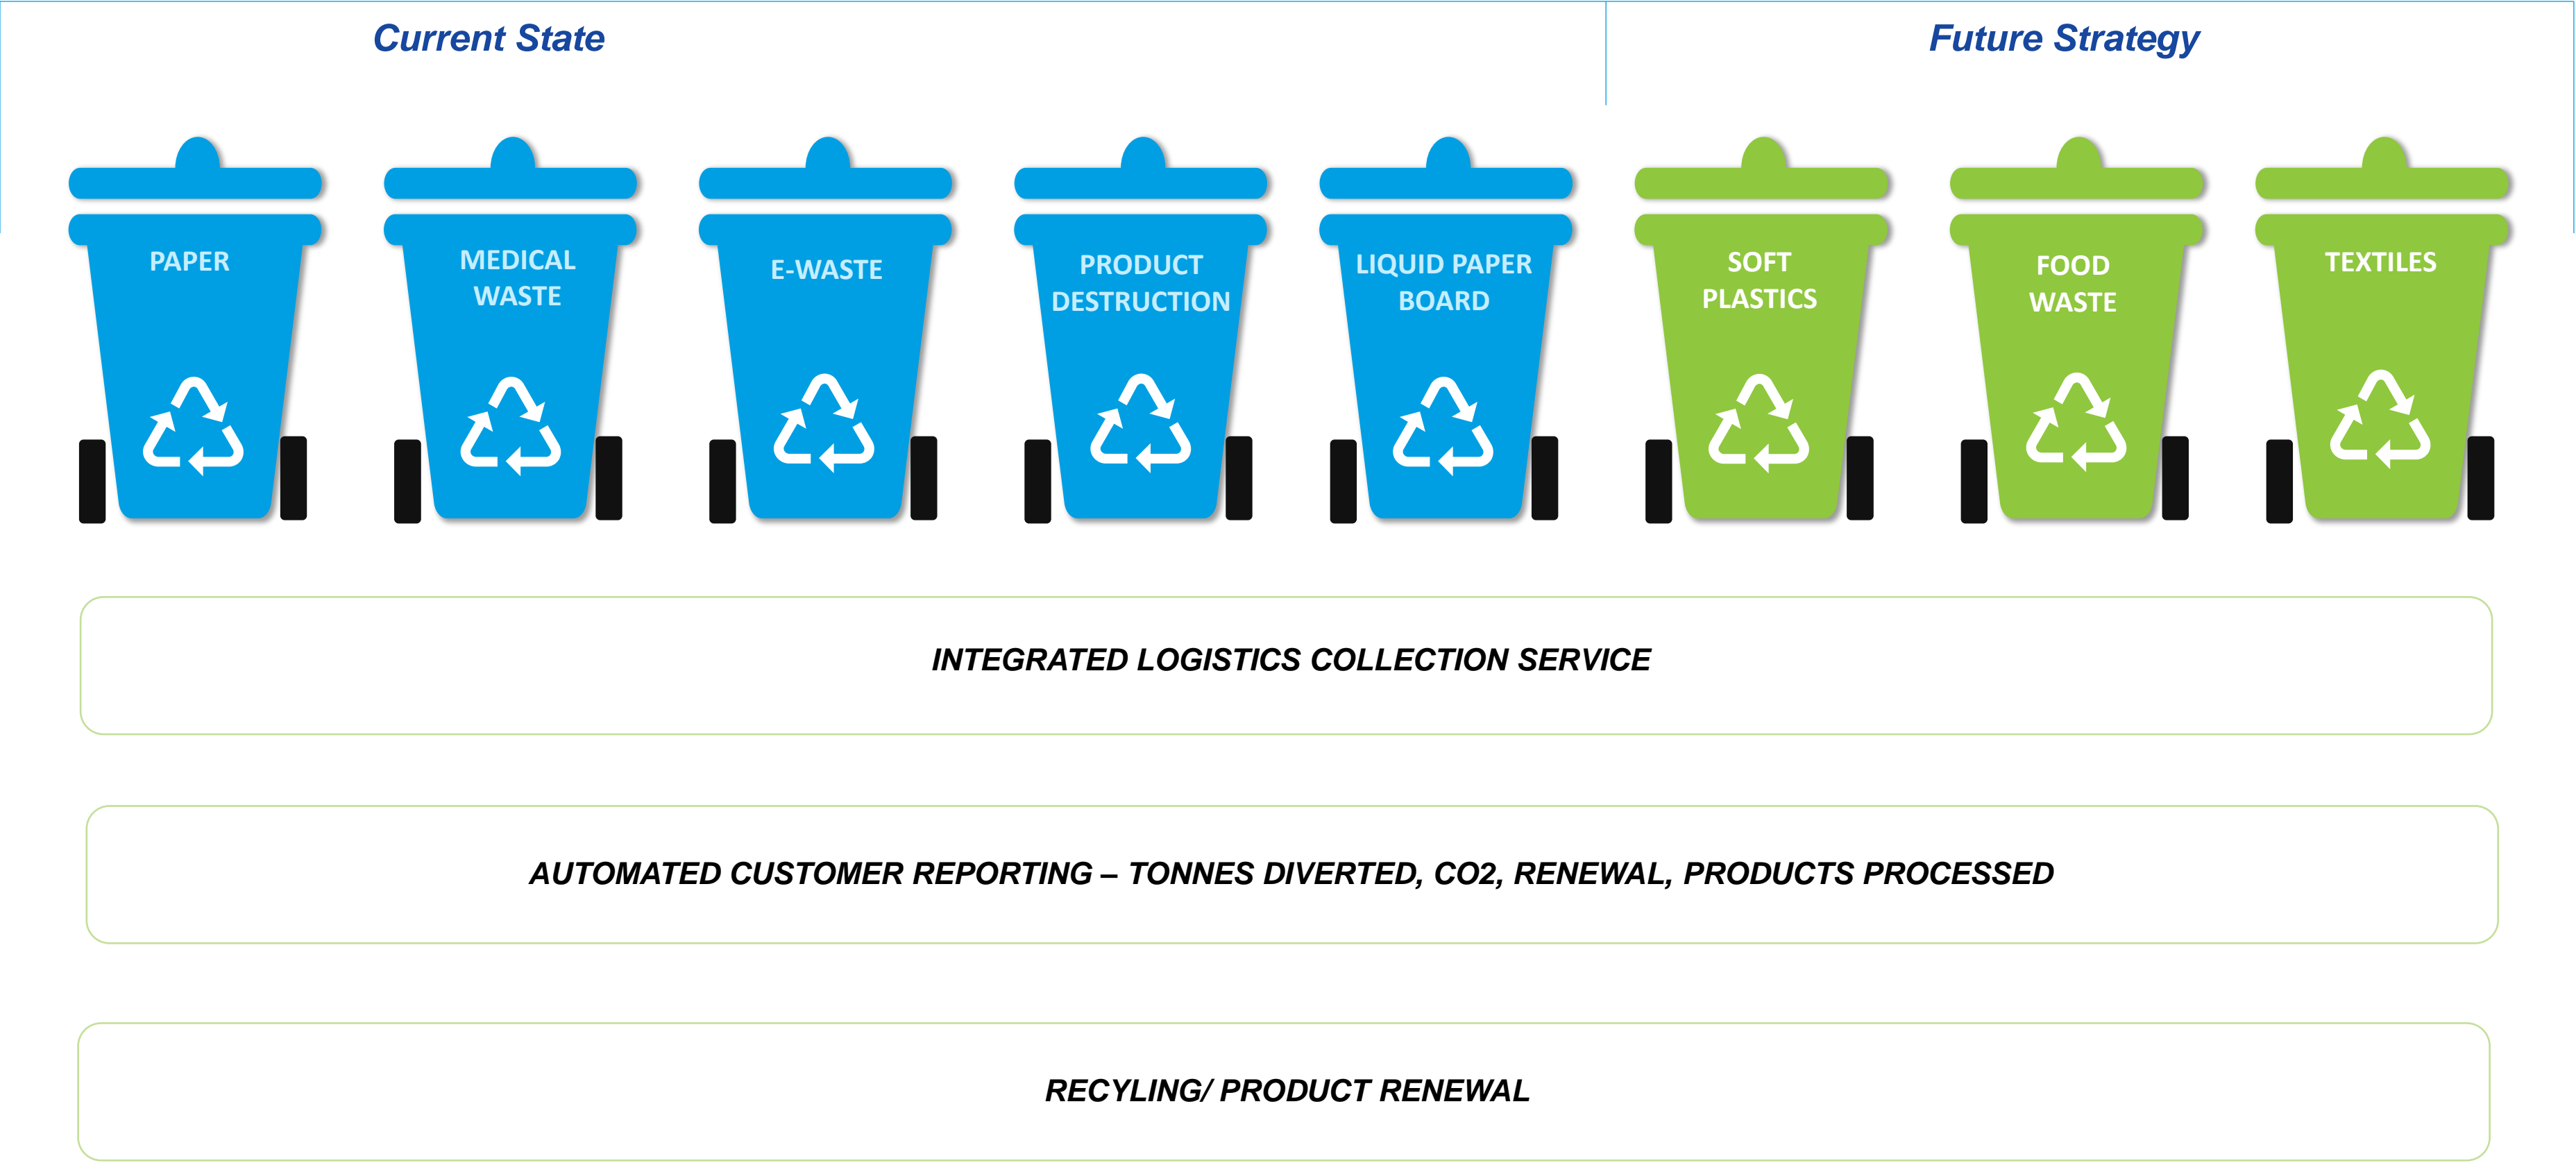 Current State
Future Strategy
PAPER
MEDICAL
WASTE
E-WASTE
PRODUCT
DESTRUCTION
LIQUID PAPER
BOARD
SOFT
PLASTICS
FOOD
WASTE
TEXTILES
INTEGRATED LOGISTICS COLLECTION SERVICE
AUTOMATED CUSTOMER REPORTING – TONNES DIVERTED, CO2, RENEWAL, PRODUCTS PROCESSED
RECYLING/ PRODUCT RENEWAL